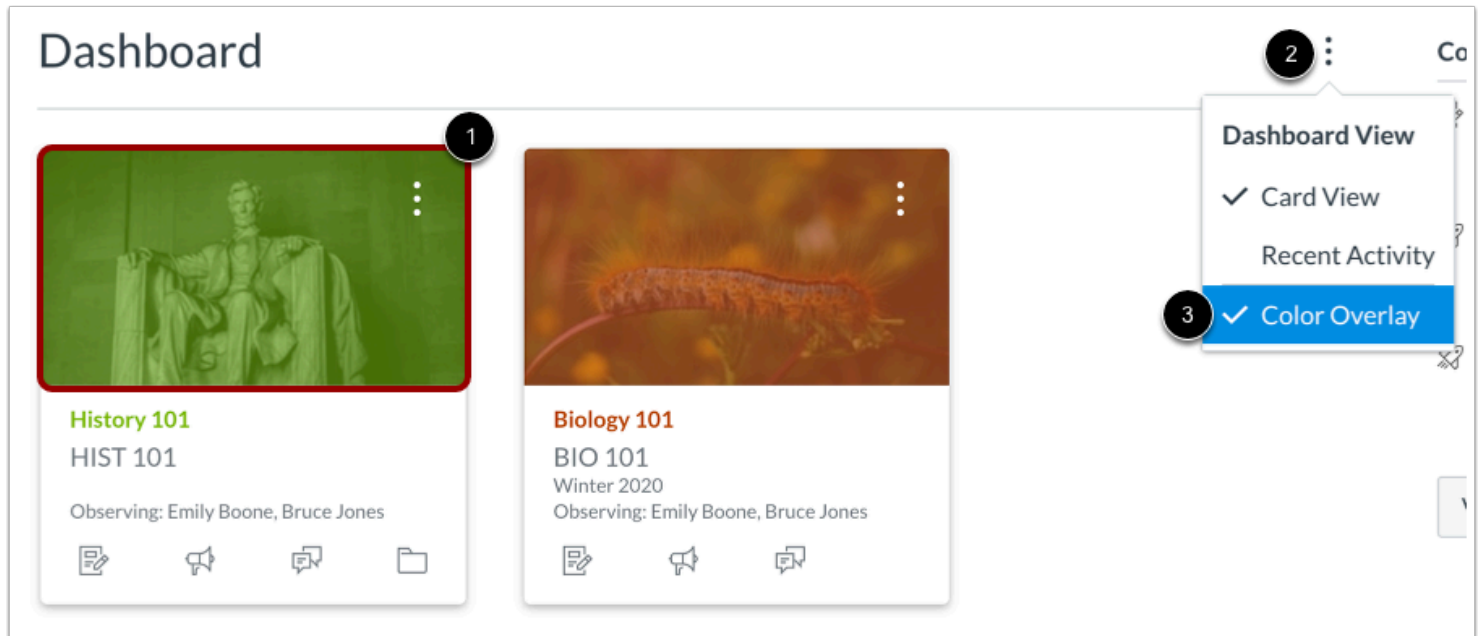 Dashboard
2
Co
1
Dashboard View
Card View
Recent Activity
3
Color Overlay
History 101
HIST 101
Observing: Emily Boone, Bruce Jones
Biology 101
BIO 101
Winter 2020
Observing: Emily Boone, Bruce Jones